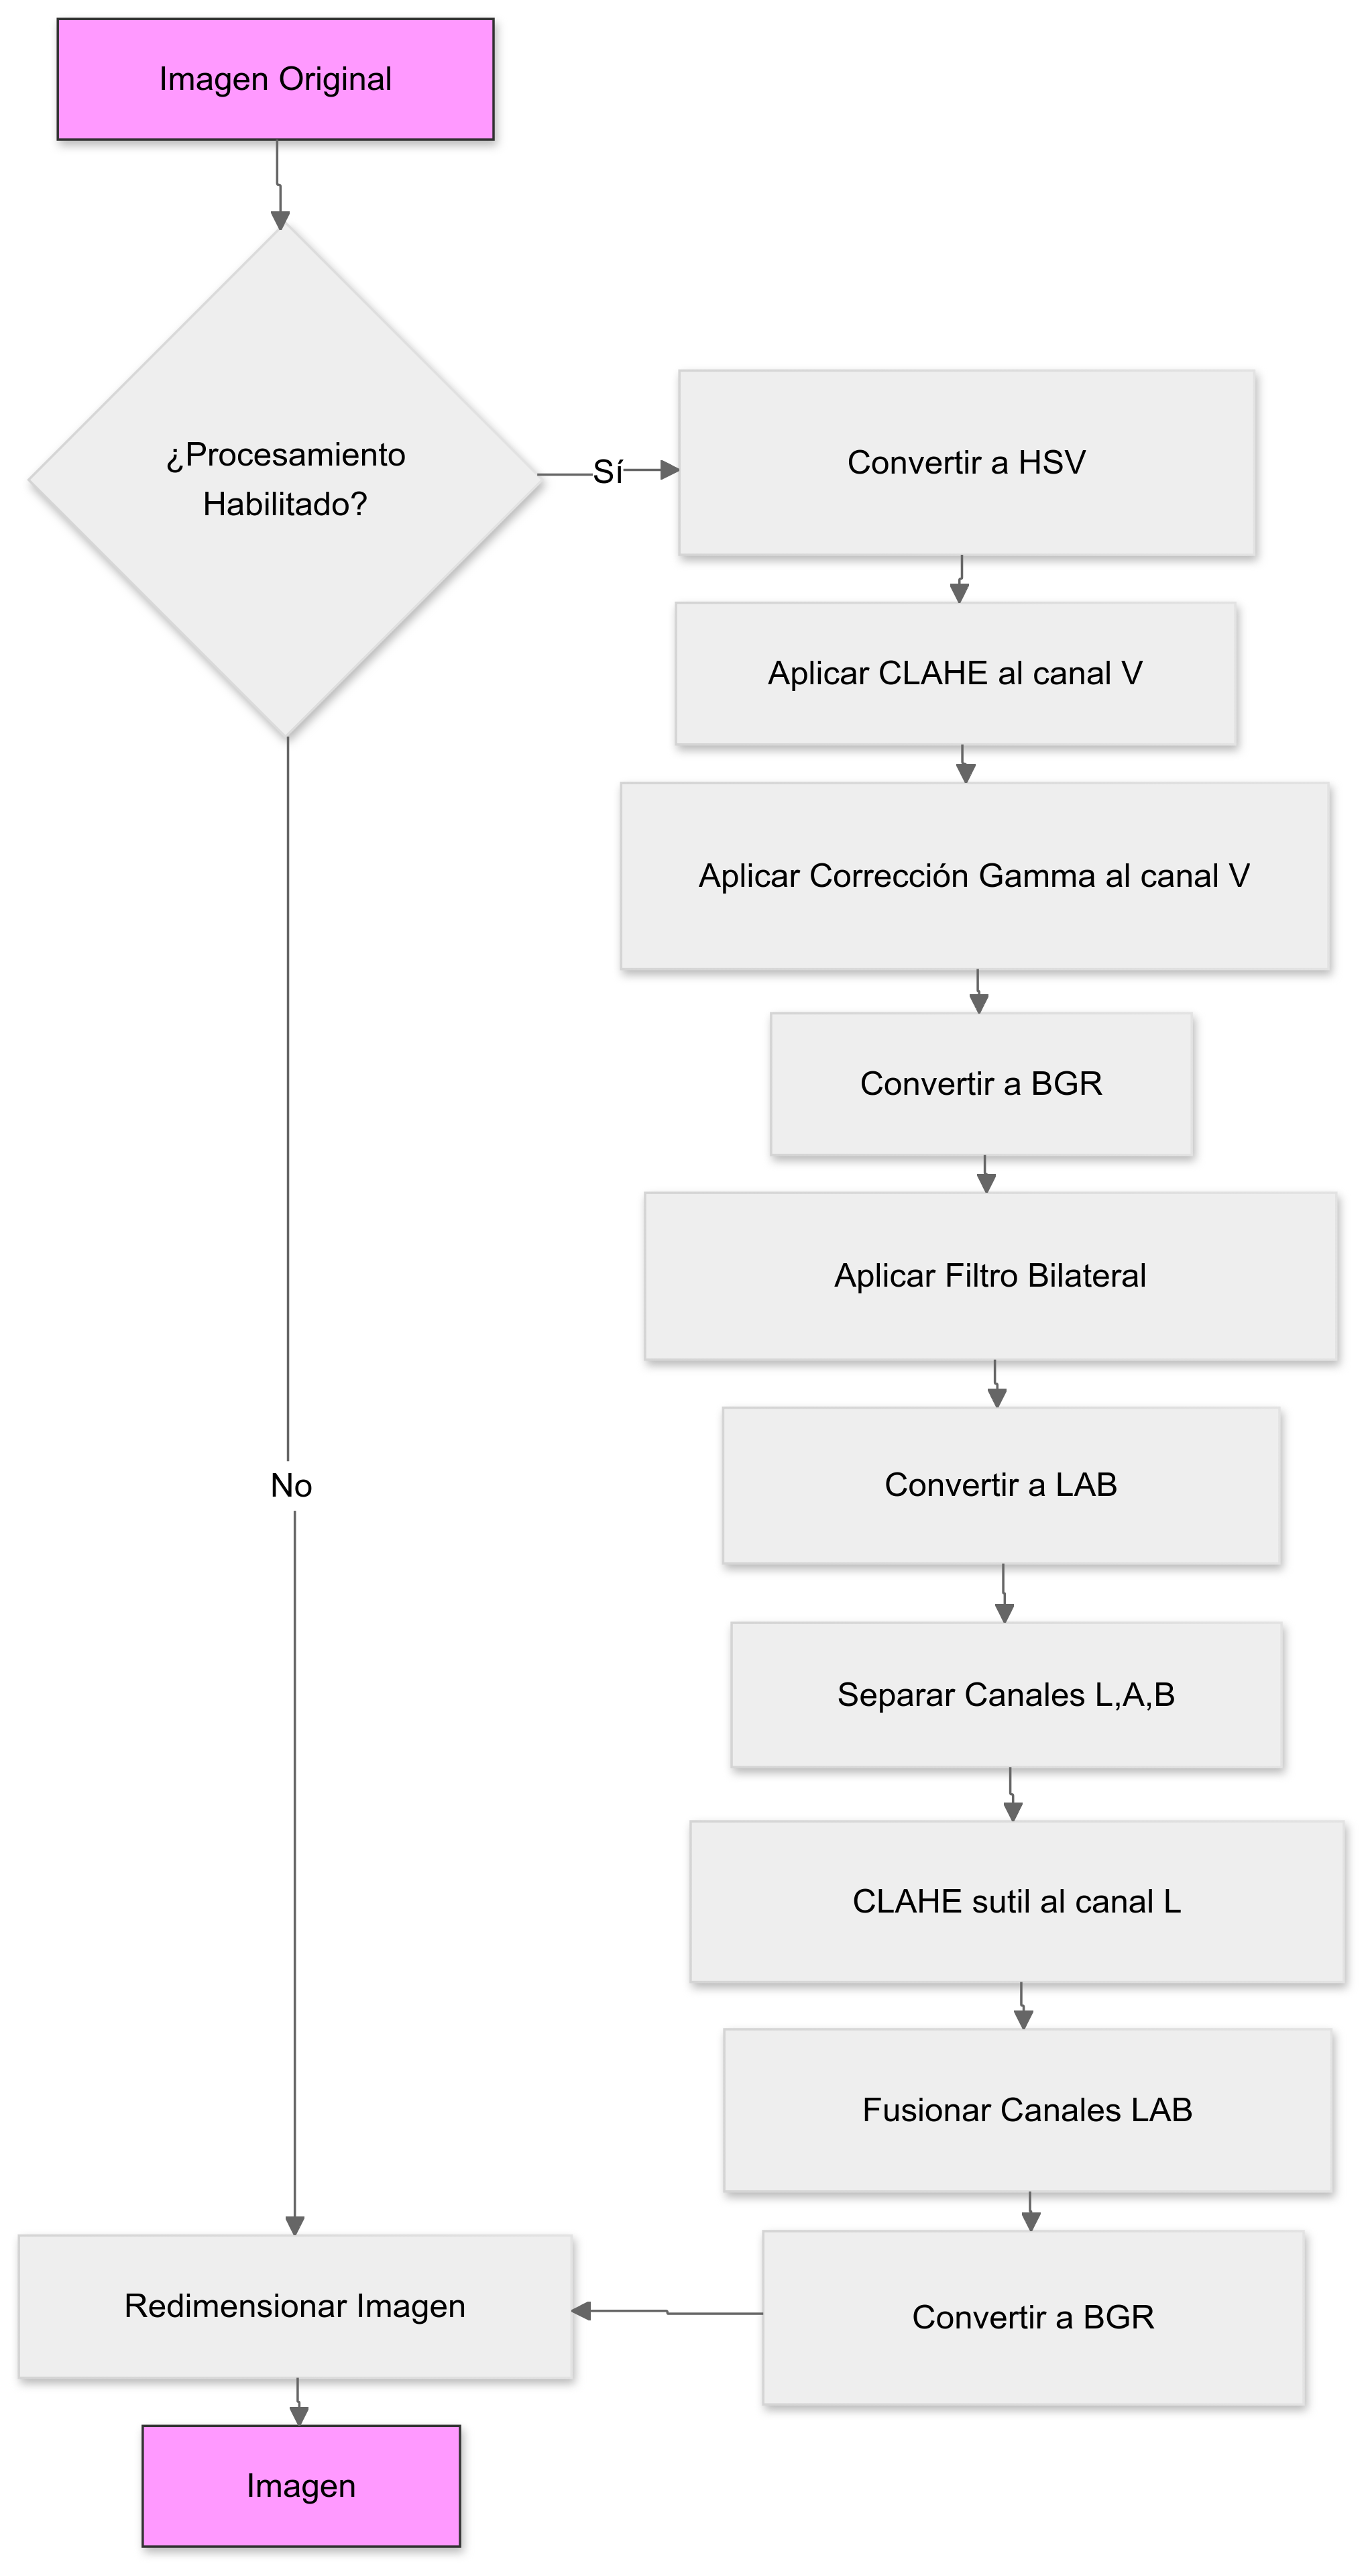 Imagen Original
¿Procesamiento
Habilitado?
Sí
Convertir a HSV
Aplicar CLAHE al canal V
Aplicar Corrección Gamma al canal V
Convertir a BGR
Aplicar Filtro Bilateral
Convertir a LAB
No
Separar Canales L,A,B
CLAHE sutil al canal L
Fusionar Canales LAB
Convertir a BGR
Redimensionar Imagen
Imagen